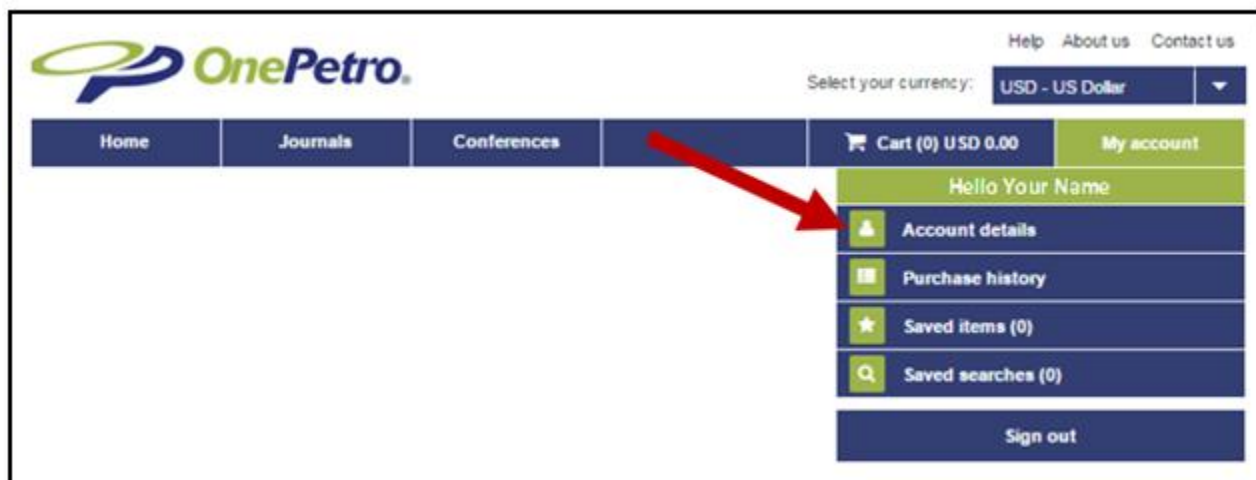 Help About us Contact us
OnePetro®
Select your currency: USD - US Dollar
Home Journals Conferences Cart (0) USD 0.00 My account
Hello Your Name
Account details
Purchase history
Saved items (0)
Saved searches (0)
Sign out